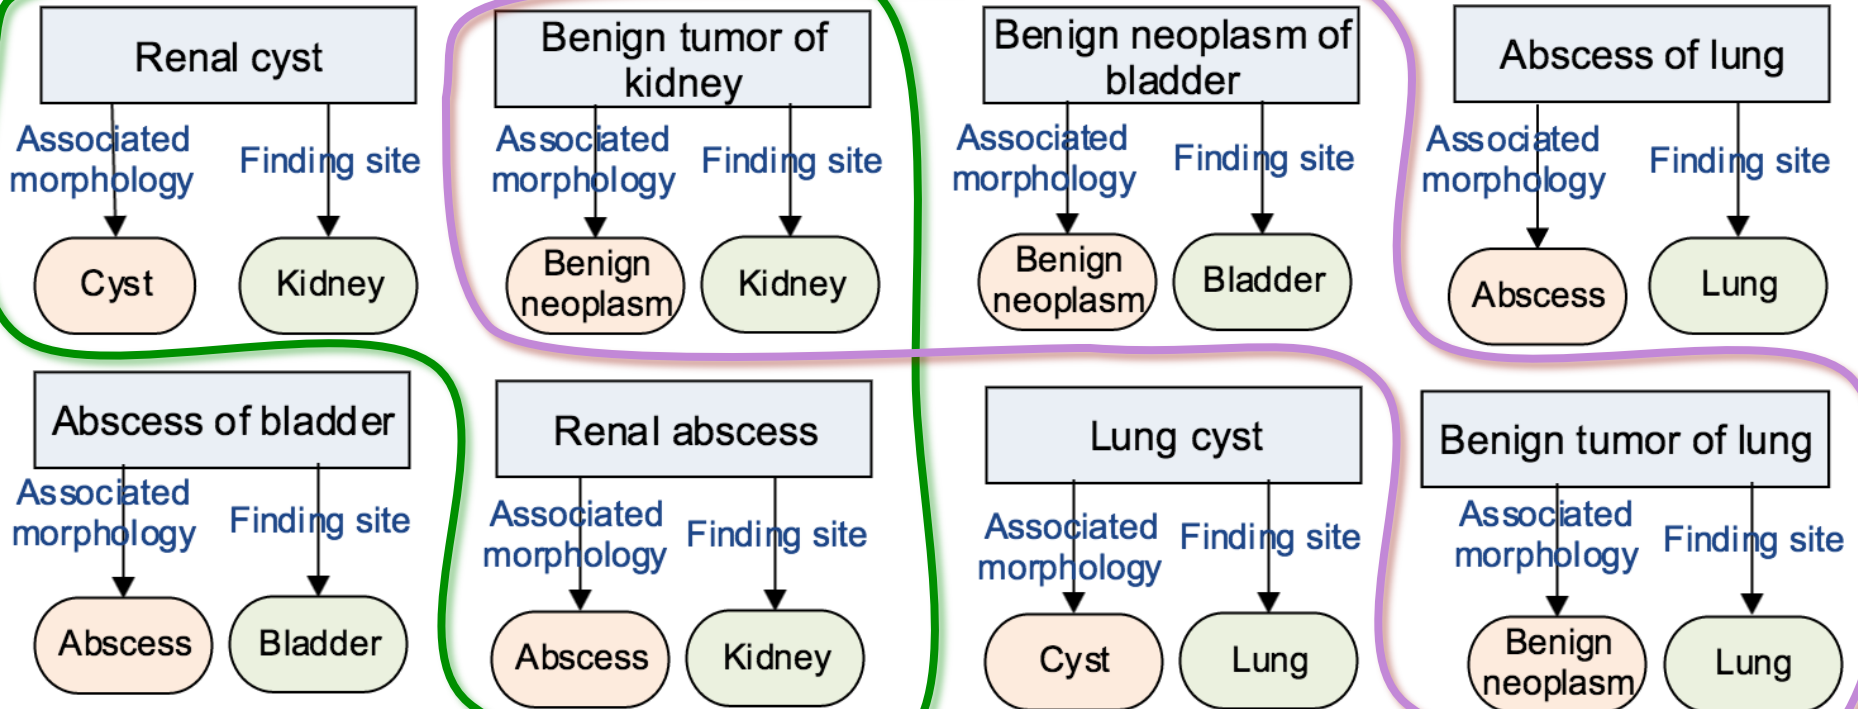 Renal cyst
Associated
morphology
Finding site
Cyst
Kidney
Benign tumor of
kidney
Associated
morphology
Finding site
Benign
neoplasm
Kidney
Benign neoplasm of
bladder
Associated
morphology
Finding site
Benign
neoplasm
Bladder
Abscess of lung
Associated
morphology
Finding site
Abscess
Lung
Abscess of bladder
Associated
morphology
Finding site
Abscess
Bladder
Renal abscess
Associated
morphology
Finding site
Abscess
Kidney
Lung cyst
Associated
morphology
Finding site
Cyst
Lung
Benign tumor of lung
Associated
morphology
Finding site
Benign
neoplasm
Lung